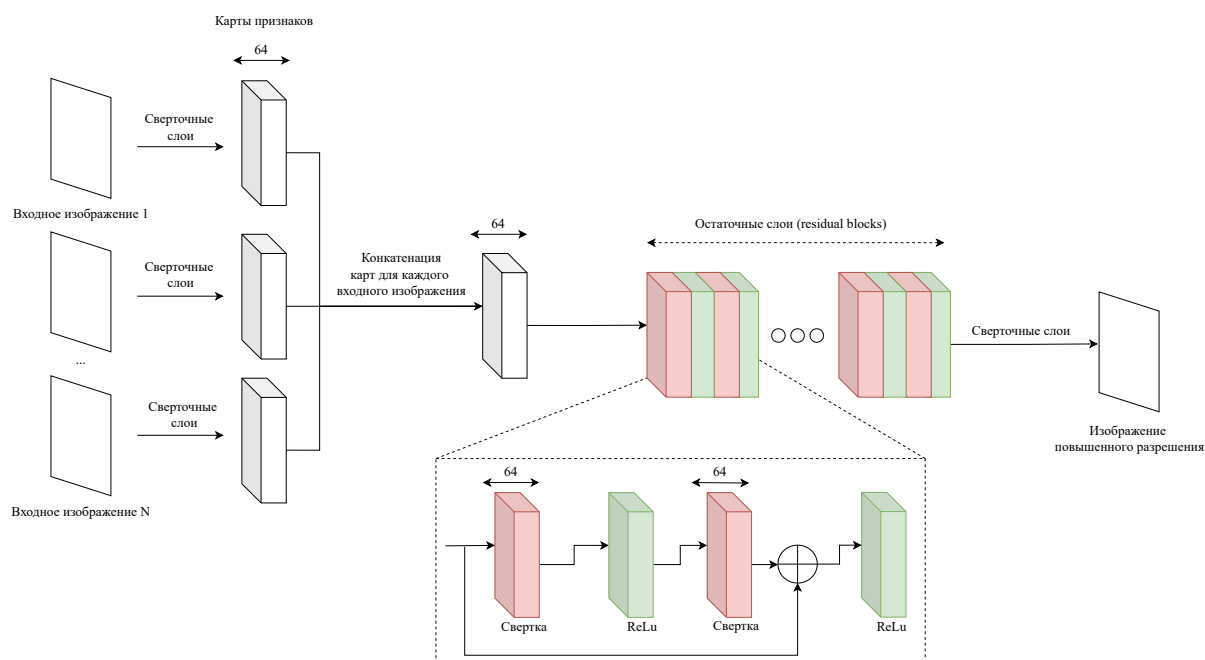 Карты признаков
64
Сверточные
слои
Входное изображение 1
Сверточные
слои
...
Сверточные
слои
Входное изображение N
Конкатенация
карт для каждого
входного изображения
64
Остаточные слои (residual blocks)
Сверточные слои
Изображение
повышенного разрешения
64
64
Свертка
ReLu
Свертка
ReLu